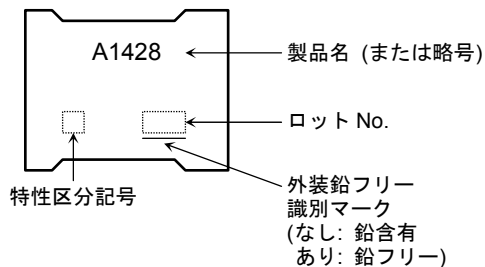 A1428
製品名 (または略号)
ロット No.
特性区分記号
外装鉛フリー
識別マーク
(なし: 鉛含有
あり: 鉛フリー)